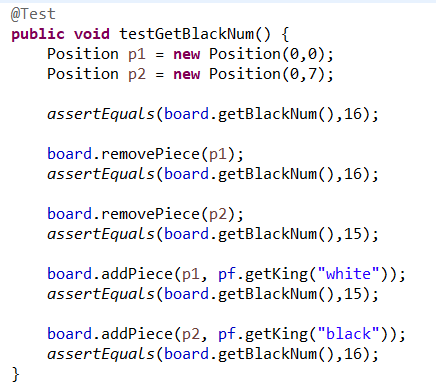 @Test
public void testGetBlackNum() {
    Position p1 = new Position(0,0);
    Position p2 = new Position(0,7);

    assertEquals(board.getBlackNum(),16);

    board.removePiece(p1);
    assertEquals(board.getBlackNum(),16);

    board.removePiece(p2);
    assertEquals(board.getBlackNum(),15);

    board.addPiece(p1, pf.getKing("white"));
    assertEquals(board.getBlackNum(),15);

    board.addPiece(p2, pf.getKing("black"));
    assertEquals(board.getBlackNum(),16);
}